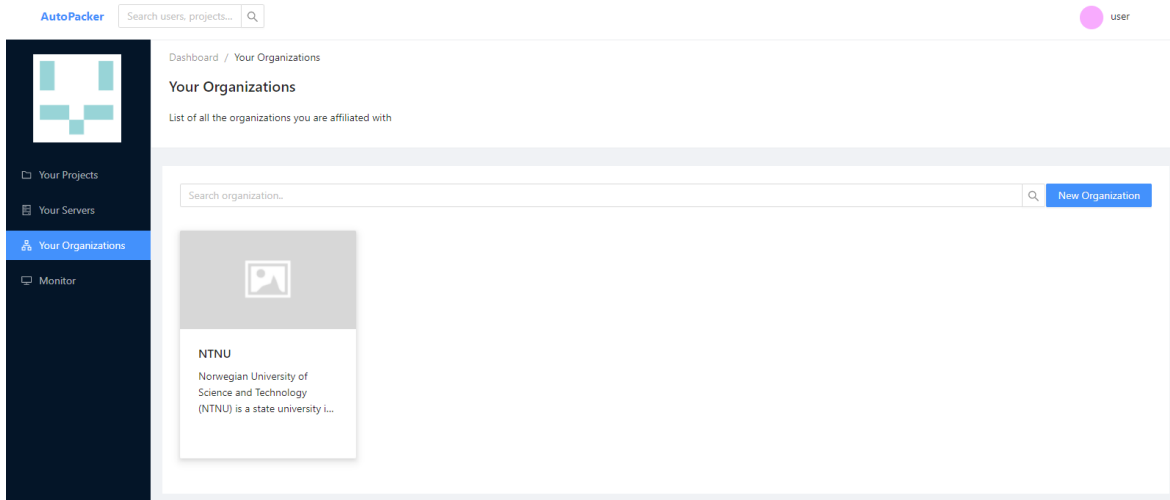 AutoPacker
Search users, projects...
user
Dashboard / Your Organizations
Your Organizations
List of all the organizations you are affiliated with
Your Projects
Your Servers
Your Organizations
Monitor
Search organization..
New Organization
NTNU
Norwegian University of
Science and Technology
(NTNU) is a state university i...